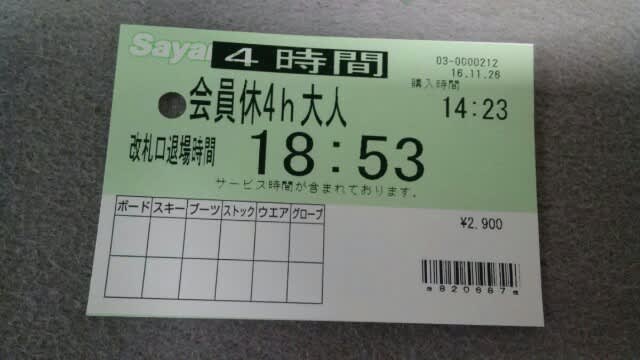 Saya
4時間
03-0000212
16.11.26
購入時間
会員休4h大人
14:23
改札口退場時間
18:53
サービス時間が含まれております。
ボード スキー ブーツ ストック ウエア グローブ
¥2,900
820687